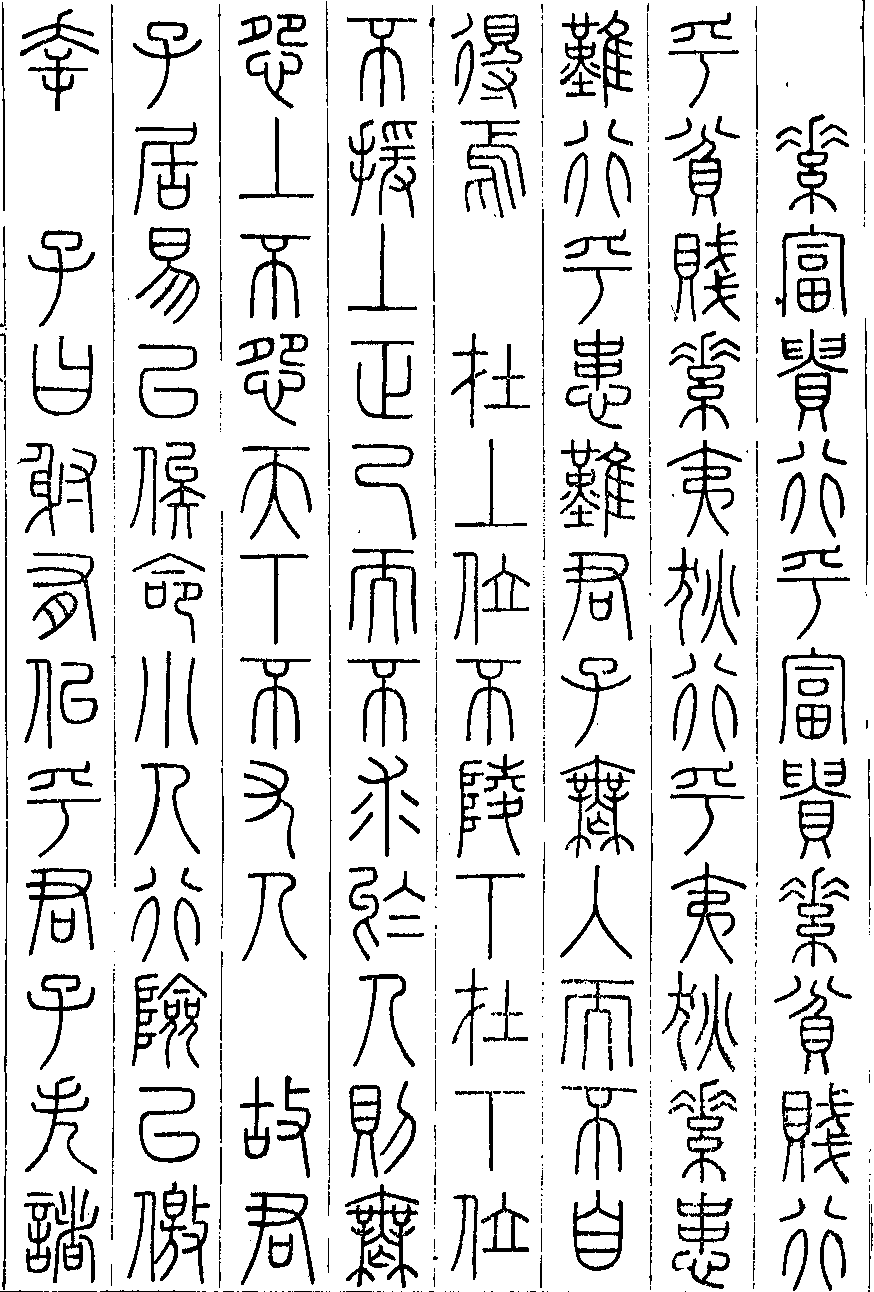 素富貴行乎富貴素貧賤行
乎貧賤素夷狄行乎夷狄素患
難行乎患難君子無入而不自
得焉 在上位不陵下在下位
不援上正己而不求於人則無
怨上不怨天下不尤人 故君
子居易以俟命小人行險以徼
幸 子曰射有似乎君子失諸